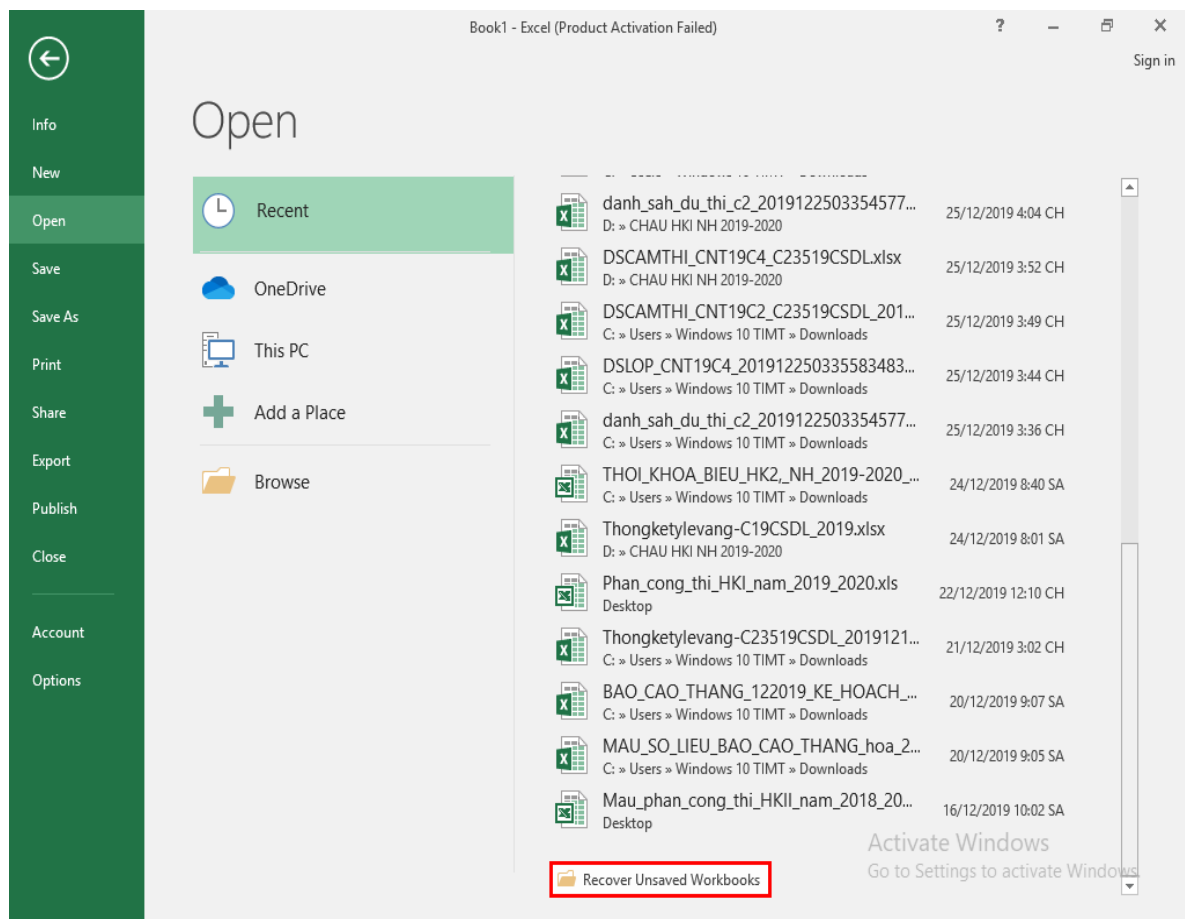 Book1 - Excel (Product Activation Failed)
?
Sign in
Info
New
Open
Save
Save As
Print
Share
Export
Publish
Close
Account
Options
Open
Recent
OneDrive
This PC
Add a Place
Browse
danh_sah_du_thi_c2_2019122503354577... 25/12/2019 4:04 CH
D: » CHAU HKI NH 2019-2020
DSCAMTHI_CNT19C4_C23519CSDL.xlsx 25/12/2019 3:52 CH
D: » CHAU HKI NH 2019-2020
DSCAMTHI_CNT19C2_C23519CSDL_201... 25/12/2019 3:49 CH
C: » Users » Windows 10 TIMT » Downloads
DSLOP_CNT19C4_201912250335583483... 25/12/2019 3:44 CH
C: » Users » Windows 10 TIMT » Downloads
danh_sah_du_thi_c2_2019122503354577... 25/12/2019 3:36 CH
C: » Users » Windows 10 TIMT » Downloads
THOI_KHOA_BIEU_HK2,_NH_2019-2020_... 24/12/2019 8:40 SA
C: » Users » Windows 10 TIMT » Downloads
Thongketylevang-C19CSDL_2019.xlsx 24/12/2019 8:01 SA
D: » CHAU HKI NH 2019-2020
Phan_cong_thi_HKI_nam_2019_2020.xls 22/12/2019 12:10 CH
Desktop
Thongketylevang-C23519CSDL_2019121... 21/12/2019 3:02 CH
C: » Users » Windows 10 TIMT » Downloads
BAO_CAO_THANG_122019_KE_HOACH_... 20/12/2019 9:07 SA
C: » Users » Windows 10 TIMT » Downloads
MAU_SO_LIEU_BAO_CAO_THANG_hoa_2... 20/12/2019 9:05 SA
C: » Users » Windows 10 TIMT » Downloads
Mau_phan_cong_thi_HKII_nam_2018_20... 16/12/2019 10:02 SA
Desktop
Activate Windows
Go to Settings to activate Windows.
Recover Unsaved Workbooks